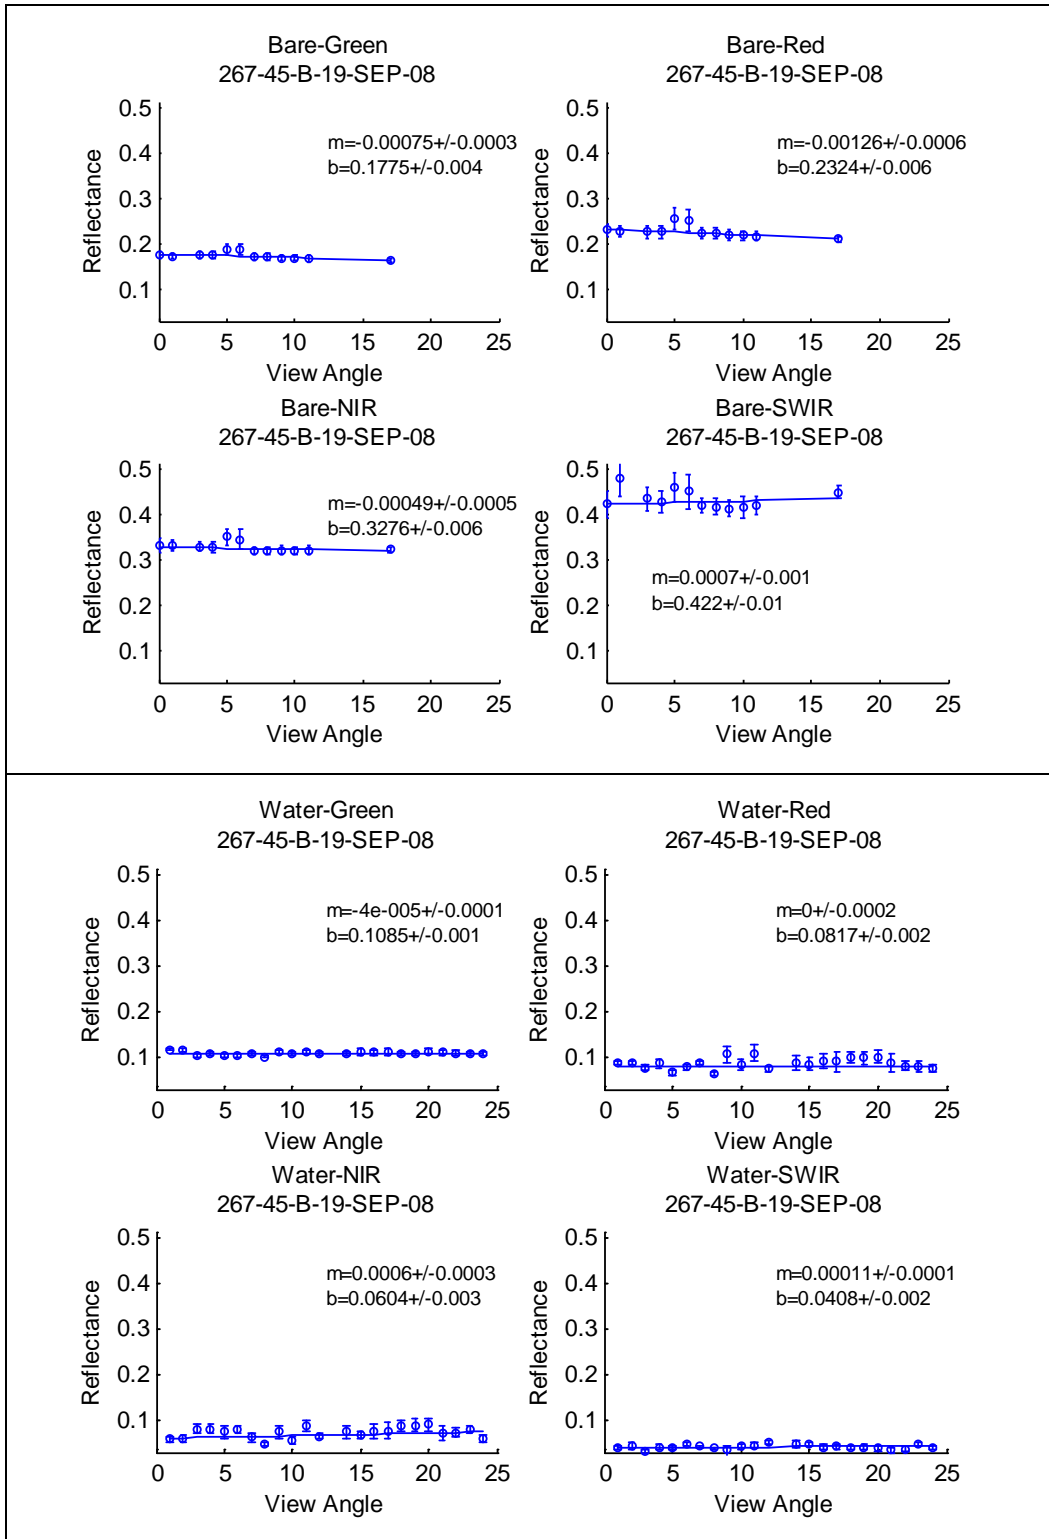 Bare-Green
267-45-B-19-SEP-08
0.5
0.4
0.3
0.2
0.1
Reflectance
m=-0.00075+/-0.0003
b=0.1775+/-0.004
0 5 10 15 20 25
View Angle
Bare-Red
267-45-B-19-SEP-08
0.5
0.4
0.3
0.2
0.1
Reflectance
m=-0.00126+/-0.0006
b=0.2324+/-0.006
0 5 10 15 20 25
View Angle
Bare-NIR
267-45-B-19-SEP-08
0.5
0.4
0.3
0.2
0.1
Reflectance
m=-0.00049+/-0.0005
b=0.3276+/-0.006
0 5 10 15 20 25
View Angle
Bare-SWIR
267-45-B-19-SEP-08
0.5
0.4
0.3
0.2
0.1
Reflectance
m=0.0007+/-0.001
b=0.422+/-0.01
0 5 10 15 20 25
View Angle
Water-Green
267-45-B-19-SEP-08
0.5
0.4
0.3
0.2
0.1
Reflectance
m=-4e-005+/-0.0001
b=0.1085+/-0.001
0 5 10 15 20 25
View Angle
Water-Red
267-45-B-19-SEP-08
0.5
0.4
0.3
0.2
0.1
Reflectance
m=0+/-0.0002
b=0.0817+/-0.002
0 5 10 15 20 25
View Angle
Water-NIR
267-45-B-19-SEP-08
0.5
0.4
0.3
0.2
0.1
Reflectance
m=0.0006+/-0.0003
b=0.0604+/-0.003
0 5 10 15 20 25
View Angle
Water-SWIR
267-45-B-19-SEP-08
0.5
0.4
0.3
0.2
0.1
Reflectance
m=0.00011+/-0.0001
b=0.0408+/-0.002
0 5 10 15 20 25
View Angle